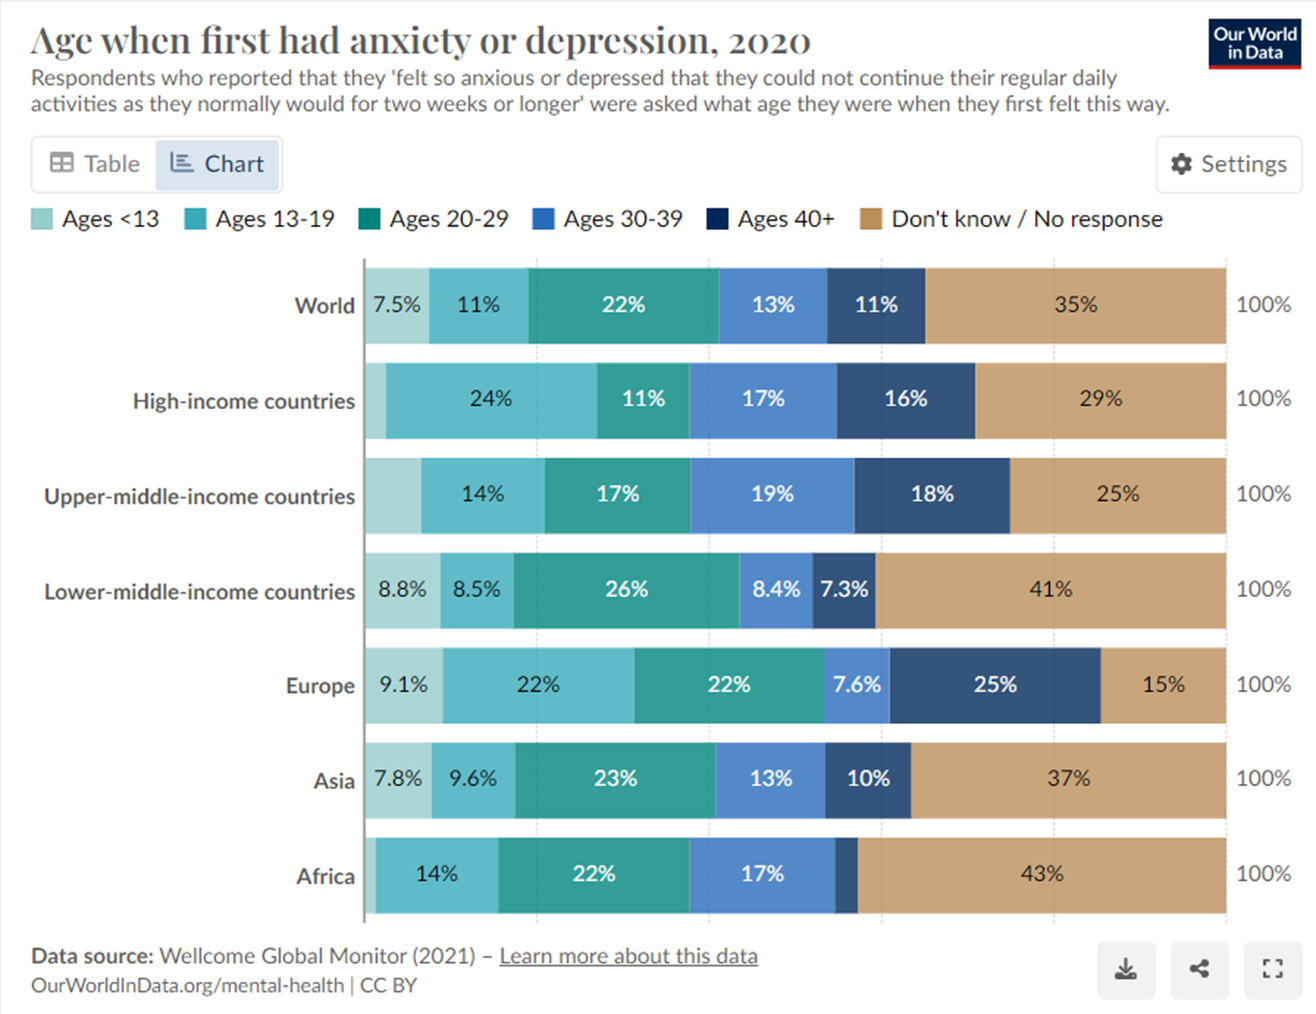 Age when first had anxiety or depression, 2020
Our World
in Data
Respondents who reported that they 'felt so anxious or depressed that they could not continue their regular daily
activities as they normally would for two weeks or longer' were asked what age they were when they first felt this way.
Table Chart Settings
Ages <13 Ages 13-19 Ages 20-29 Ages 30-39 Ages 40+ Don't know / No response
World 7.5% 11% 22% 13% 11% 35% 100%
High-income countries 24% 11% 17% 16% 29% 100%
Upper-middle-income countries 14% 17% 19% 18% 25% 100%
Lower-middle-income countries 8.8% 8.5% 26% 8.4% 7.3% 41% 100%
Europe 9.1% 22% 22% 7.6% 25% 15% 100%
Asia 7.8% 9.6% 23% 13% 10% 37% 100%
Africa 14% 22% 17% 43% 100%
Data source: Wellcome Global Monitor (2021) – Learn more about this data
OurWorldInData.org/mental-health | CC BY